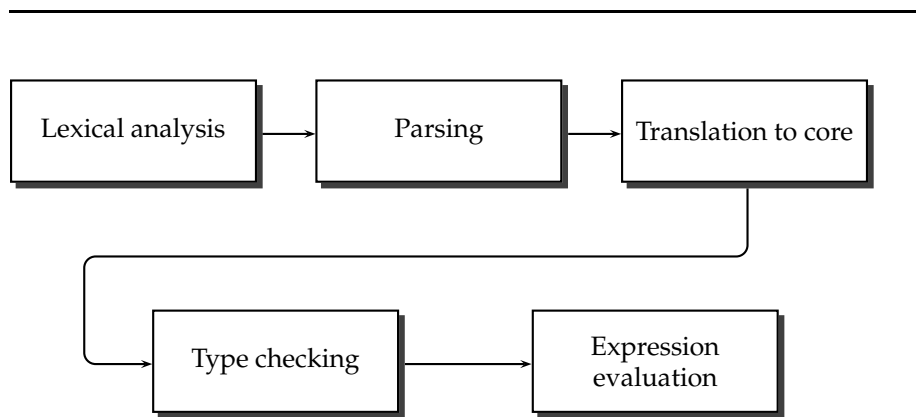 Lexical analysis
Parsing
Translation to core
Type checking
Expression
evaluation